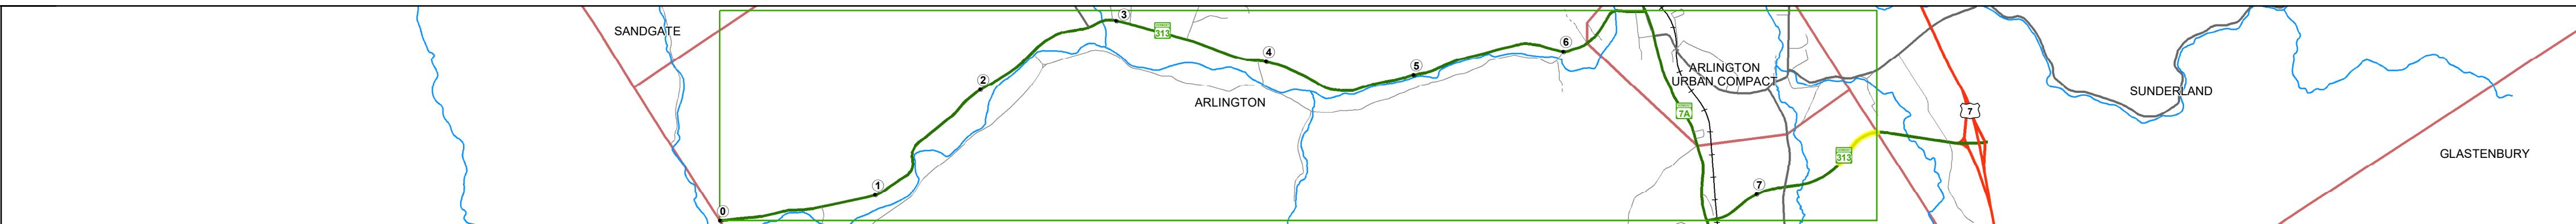 SANDGATE
0
1
2
3
313
4
ARLINGTON
5
6
ARLINGTON
URBAN COMPACT
7A
7
313
7
SUNDERLAND
GLASTENBURY